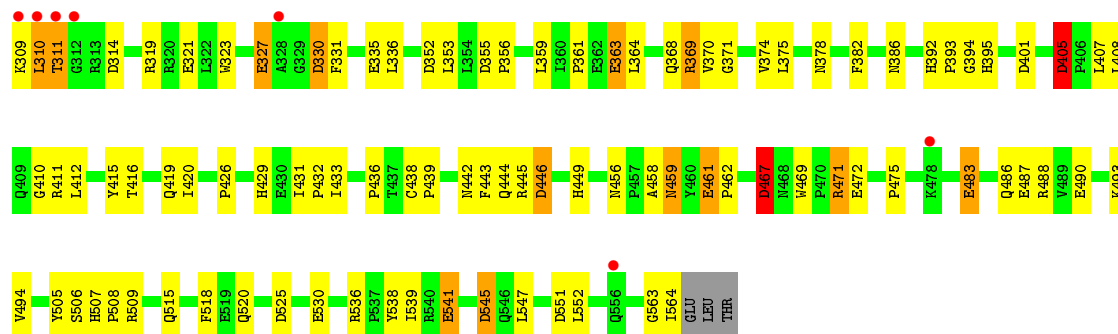 K309 L310 T311 G312 R313 D314 R319 R320 E321 L322 W323 E327 A328 G329 D330 F331 E335 L336 D352 L353 L354 D355 P356 L359 I360 P361 E362 E363 L364 Q368 R369 V370 G371 V374 L375 N378 F382 N386 H392 P393 G394 H395 D401 D405 P406 L407
Q409 G410 R411 L412 Y415 T416 Q419 I420 P426 H429 E430 I431 P432 I433 P436 T437 C438 P439 N442 F443 Q444 R445 D446 H449 N456 P457 A458 N459 Y460 E461 P462 D467 N468 W469 P470 R471 E472 P475 K478 E483 Q486 E487 R488 V489 E490
V494 Y505 S506 H507 P508 R509 Q515 F518 E519 Q520 D525 E530 R536 P537 Y538 I539 R540 E541 D545 Q546 L547 D551 L552 Q556 G563 I564 GLU LEU THR